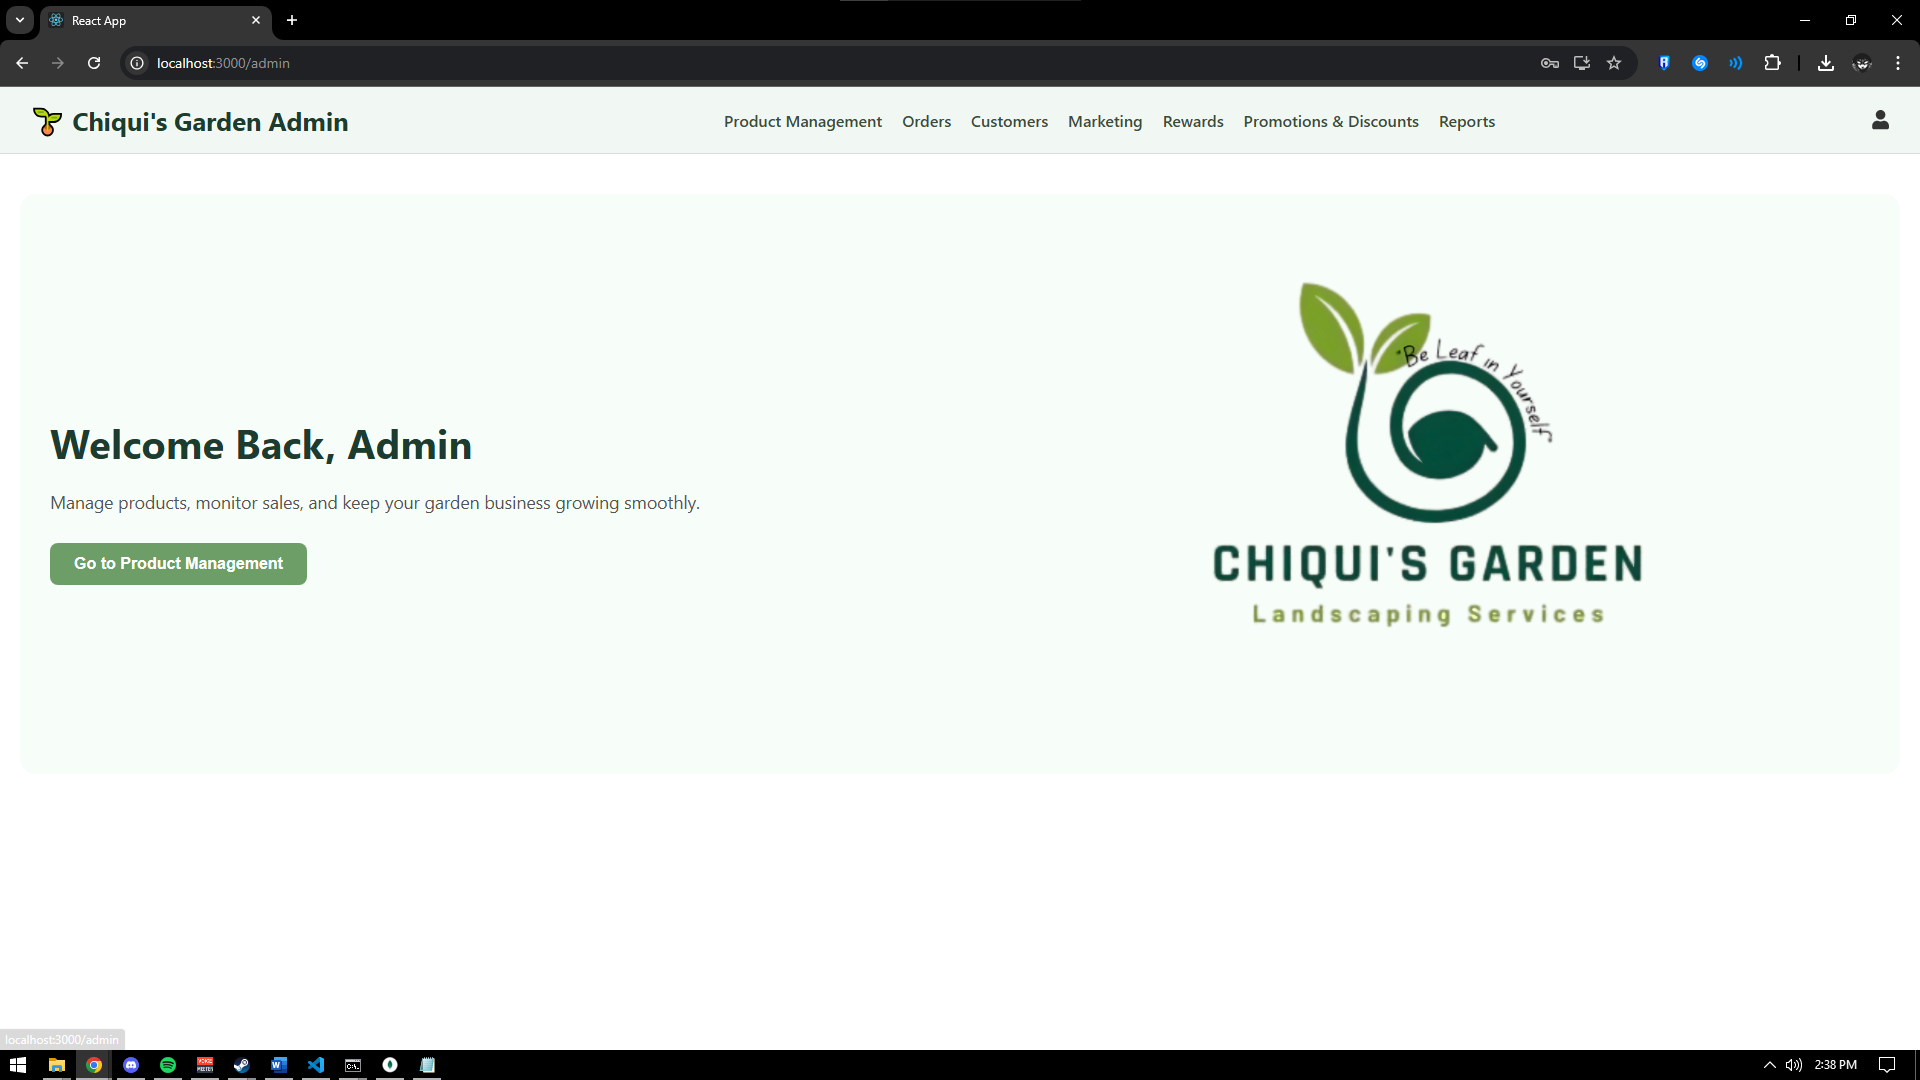 React App
localhost:3000/admin
Chiqui's Garden Admin
Product Management
Orders
Customers
Marketing
Rewards
Promotions & Discounts
Reports
Welcome Back, Admin
Manage products, monitor sales, and keep your garden business growing smoothly.
Go to Product Management
"Be Leaf in Yourself"
CHIQUI'S GARDEN
Landscaping Services
localhost:3000/admin
2:38 PM